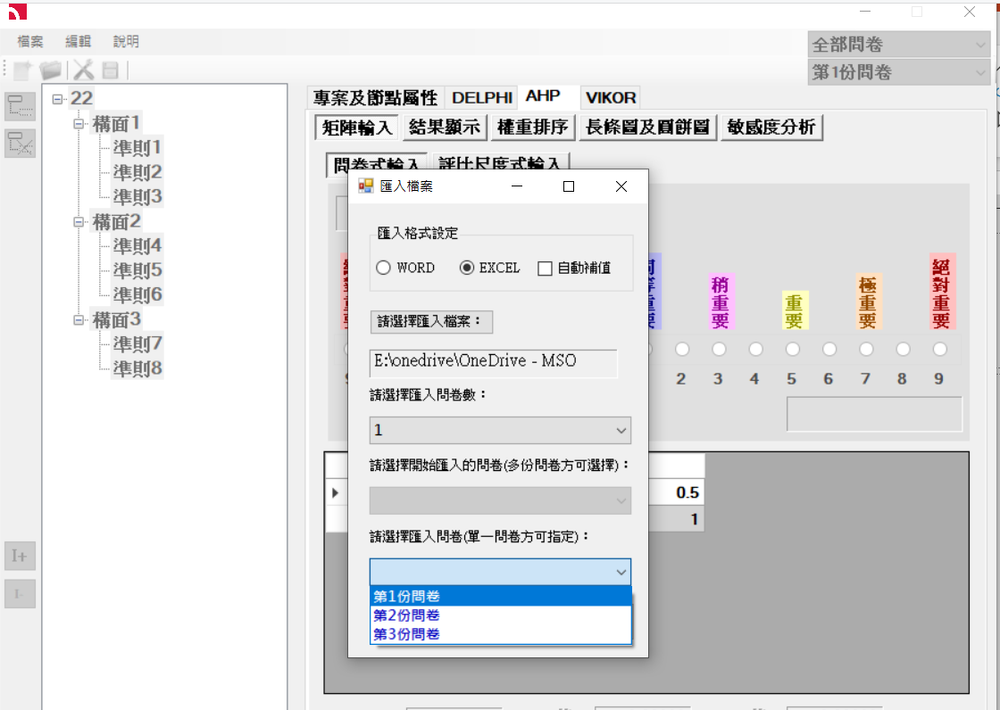 檔案 編輯 說明
全部問卷
第1份問卷
22
構面1
準則1
準則2
準則3
構面2
準則4
準則5
準則6
構面3
準則7
準則8
I+
I-
專案及節點屬性 DELPHI AHP VIKOR
矩陣輸入 結果顯示 權重排序 長條圖及圓餅圖 敏感度分析
問卷式輸入 評比尺度式輸入
匯入檔案
匯入格式設定
WORD EXCEL 自動補值
請選擇匯入檔案：
E:\onedrive\OneDrive - MSO
請選擇匯入問卷數：
1
請選擇開始匯入的問卷(多份問卷方可選擇)：
請選擇匯入問卷(單一問卷方可指定)：
第1份問卷
第2份問卷
第3份問卷
稍重要
重要
極重要
絕對重要
2 3 4 5 6 7 8 9
0.5
1